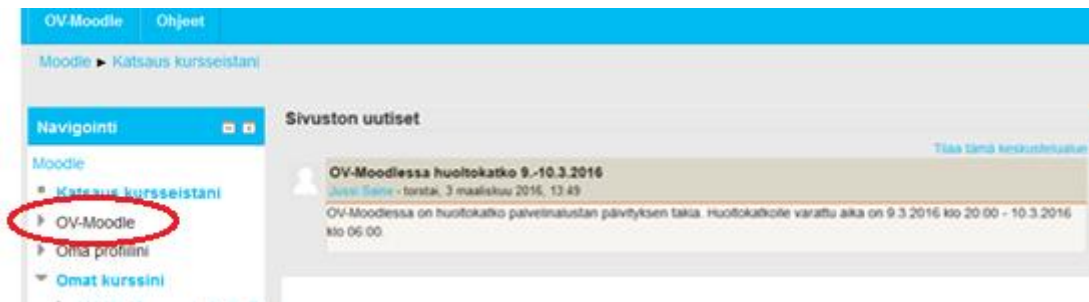 OV-Moodle Ohjeet
Moodle ► Katsaus kursseistani
Navigointi
Moodle
Katsaus kursseistani
OV-Moodle
Oma profiilini
Omat kurssini
Sivuston uutiset
Tilaa tämä keskustelualue
OV-Moodlessa huoltokatko 9.-10.3.2016
Jussi Saine - torstai, 3 maaliskuu 2016, 13:49
OV-Moodlessa on huoltokatko palvelinalustan päivityksen takia. Huoltokatkolle varattu aika on 9.3.2016 klo 20:00 - 10.3.2016
klo 06:00.